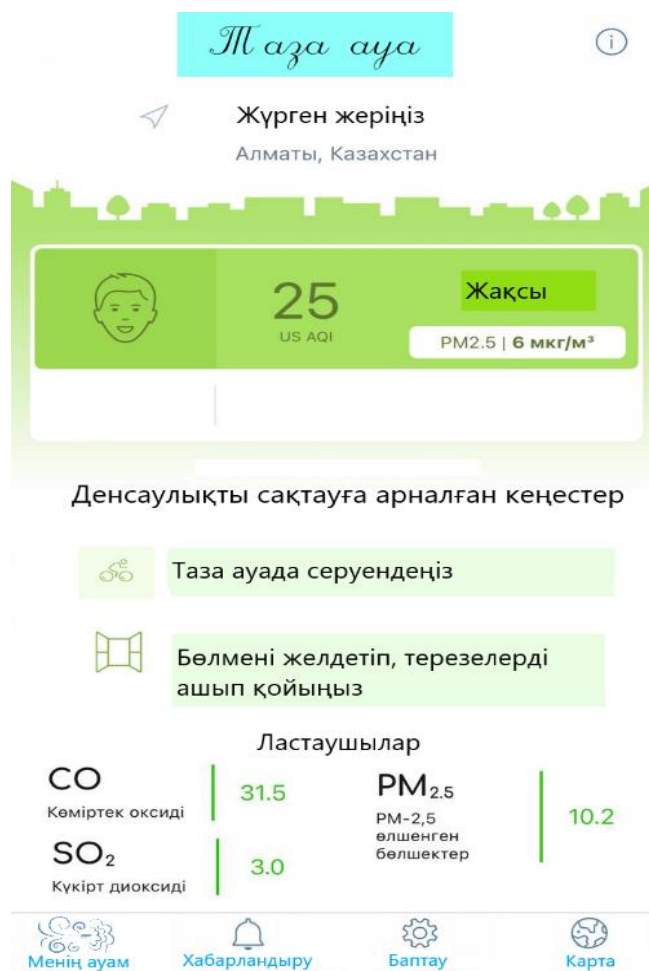 Таза ауа
Жүрген жеріңіз
Алматы, Казахстан
25
US AQI
Жақсы
PM2.5 | 6 мкг/м³
Денсаулықты сақтауға арналған кеңестер
Таза ауада серуендеңіз
Бөлмені желдетіп, терезелерді
ашып қойыңыз
Ластаушылар
CO
Көміртек оксиді
31.5
PM2.5
PM-2,5
өлшенген
бөлшектер
10.2
SO₂
Күкірт диоксиді
3.0
Менің ауам
Хабарландыру
Баптау
Карта